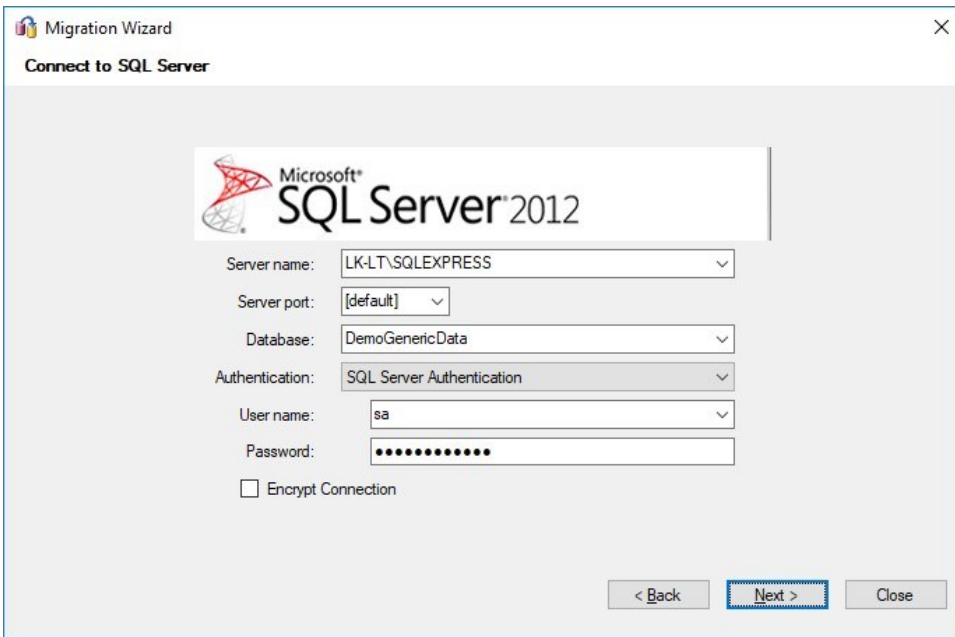 Migration Wizard
Connect to SQL Server
Microsoft®
SQL Server® 2012
Server name: LK-LT\SQLEXPRESS
Server port: [default]
Database: DemoGenericData
Authentication: SQL Server Authentication
User name: sa
Password: ●●●●●●●●●●●●
Encrypt Connection
< Back Next > Close